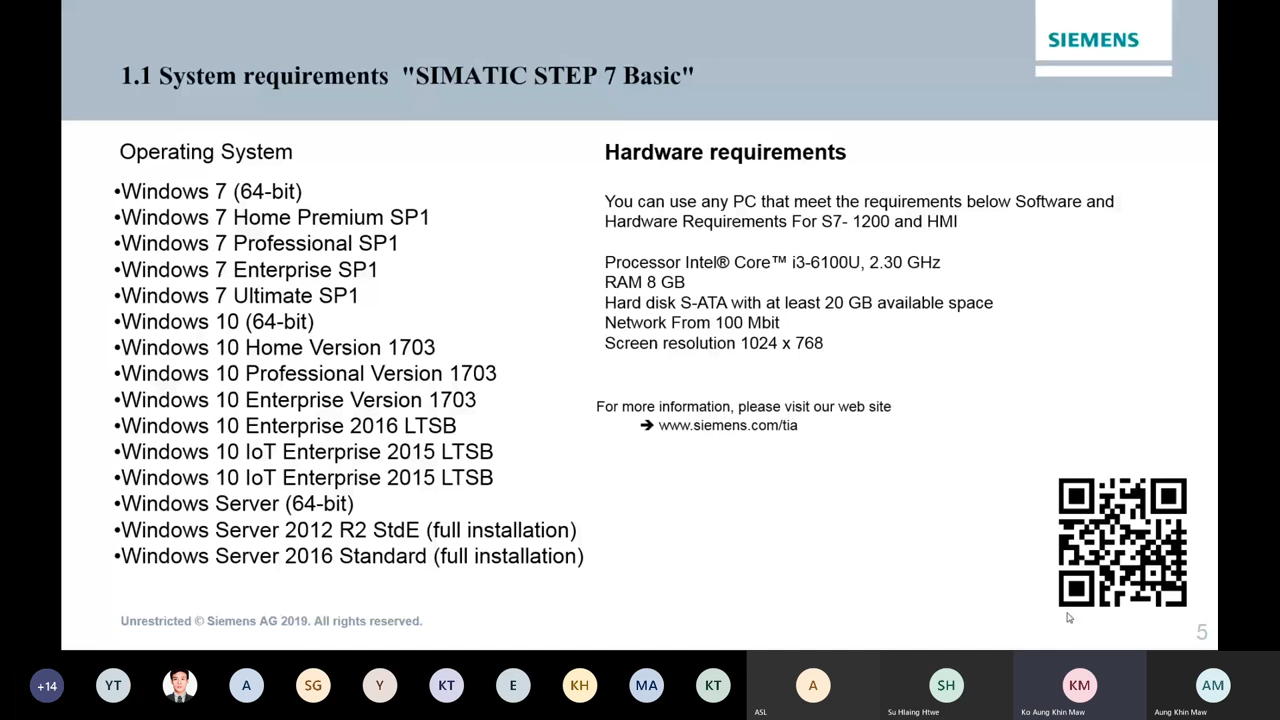 SIEMENS
1.1 System requirements "SIMATIC STEP 7 Basic"
Operating System
•Windows 7 (64-bit)
•Windows 7 Home Premium SP1
•Windows 7 Professional SP1
•Windows 7 Enterprise SP1
•Windows 7 Ultimate SP1
•Windows 10 (64-bit)
•Windows 10 Home Version 1703
•Windows 10 Professional Version 1703
•Windows 10 Enterprise Version 1703
•Windows 10 Enterprise 2016 LTSB
•Windows 10 IoT Enterprise 2015 LTSB
•Windows 10 IoT Enterprise 2015 LTSB
•Windows Server (64-bit)
•Windows Server 2012 R2 StdE (full installation)
•Windows Server 2016 Standard (full installation)
Hardware requirements
You can use any PC that meet the requirements below Software and
Hardware Requirements For S7- 1200 and HMI
Processor Intel® Core™ i3-6100U, 2.30 GHz
RAM 8 GB
Hard disk S-ATA with at least 20 GB available space
Network From 100 Mbit
Screen resolution 1024 x 768
For more information, please visit our web site
➔ www.siemens.com/tia
Unrestricted © Siemens AG 2019. All rights reserved.
5
+14
YT
A
SG
Y
KT
E
KH
MA
KT
A
SH
KM
AM
ASL
Su Hlaing Htwe
Ko Aung Khin Maw
Aung Khin Maw